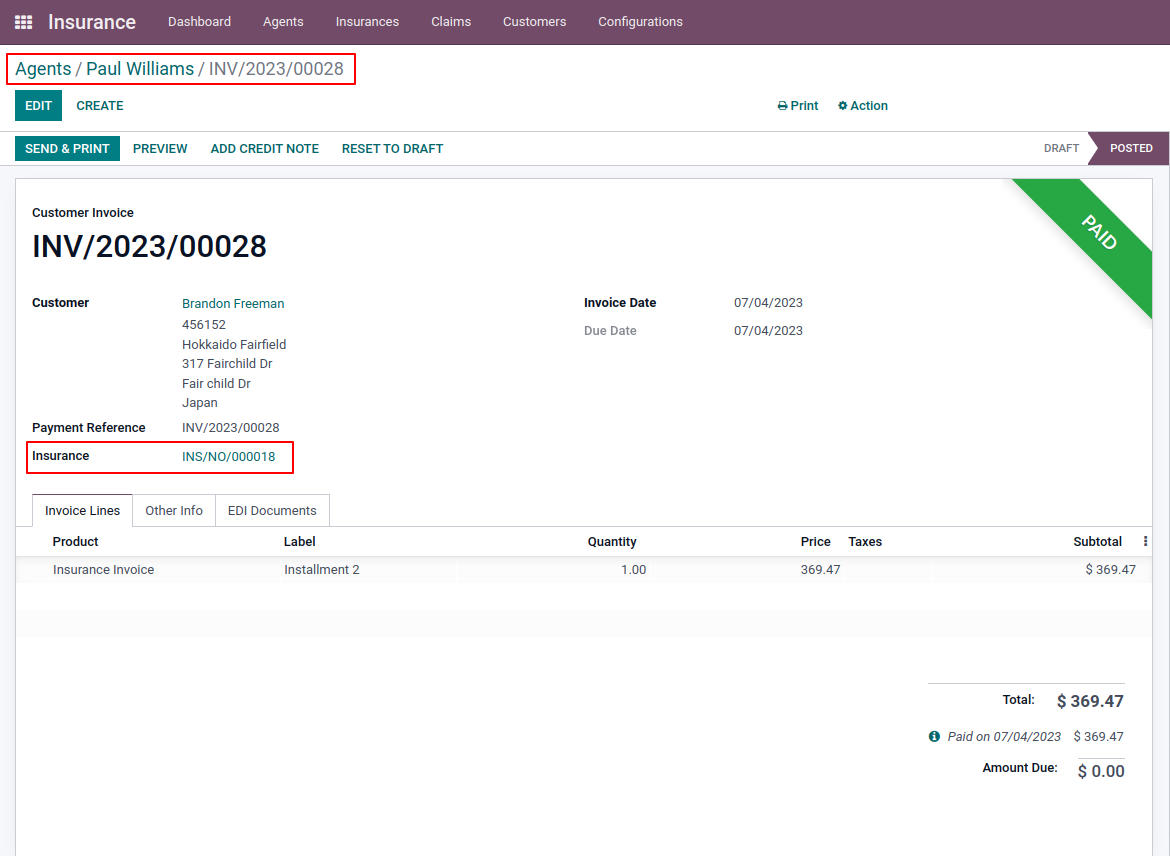 Insurance Dashboard Agents Insurances Claims Customers Configurations
Agents / Paul Williams / INV/2023/00028
EDIT CREATE Print Action
SEND & PRINT PREVIEW ADD CREDIT NOTE RESET TO DRAFT DRAFT POSTED
PAID
Customer Invoice
INV/2023/00028
Customer Brandon Freeman Invoice Date 07/04/2023
456152 Due Date 07/04/2023
Hokkaido Fairfield
317 Fairchild Dr
Fair child Dr
Japan
Payment Reference INV/2023/00028
Insurance INS/NO/000018
Invoice Lines Other Info EDI Documents
Product Label Quantity Price Taxes Subtotal
Insurance Invoice Installment 2 1.00 369.47 $ 369.47
Total: $ 369.47
Paid on 07/04/2023 $ 369.47
Amount Due: $ 0.00